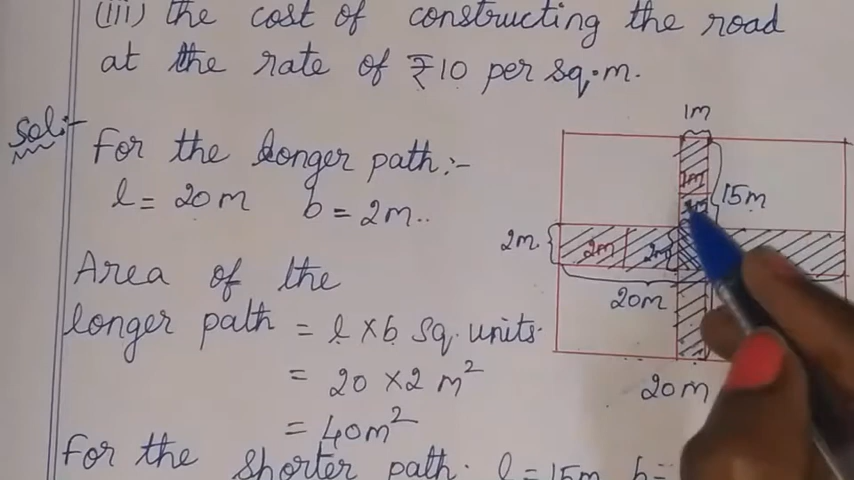 (iii) the cost of constructing the road
at the rate of ₹10 per sq.m.
Sol:-
For the longer path:-
l = 20m b = 2m..
Area of the
longer path = l × b sq. units.
= 20 × 2 m²
= 40m²
For the shorter path. l = 15m b=
1m
1m
15m
2m
2m
2m
20m
20m